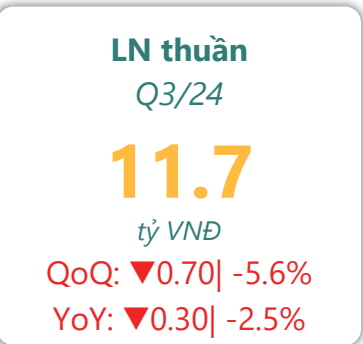 LN thuần
Q3/24
11.7
tỷ VNĐ
QoQ: ▼0.70| -5.6%
YoY: ▼0.30| -2.5%